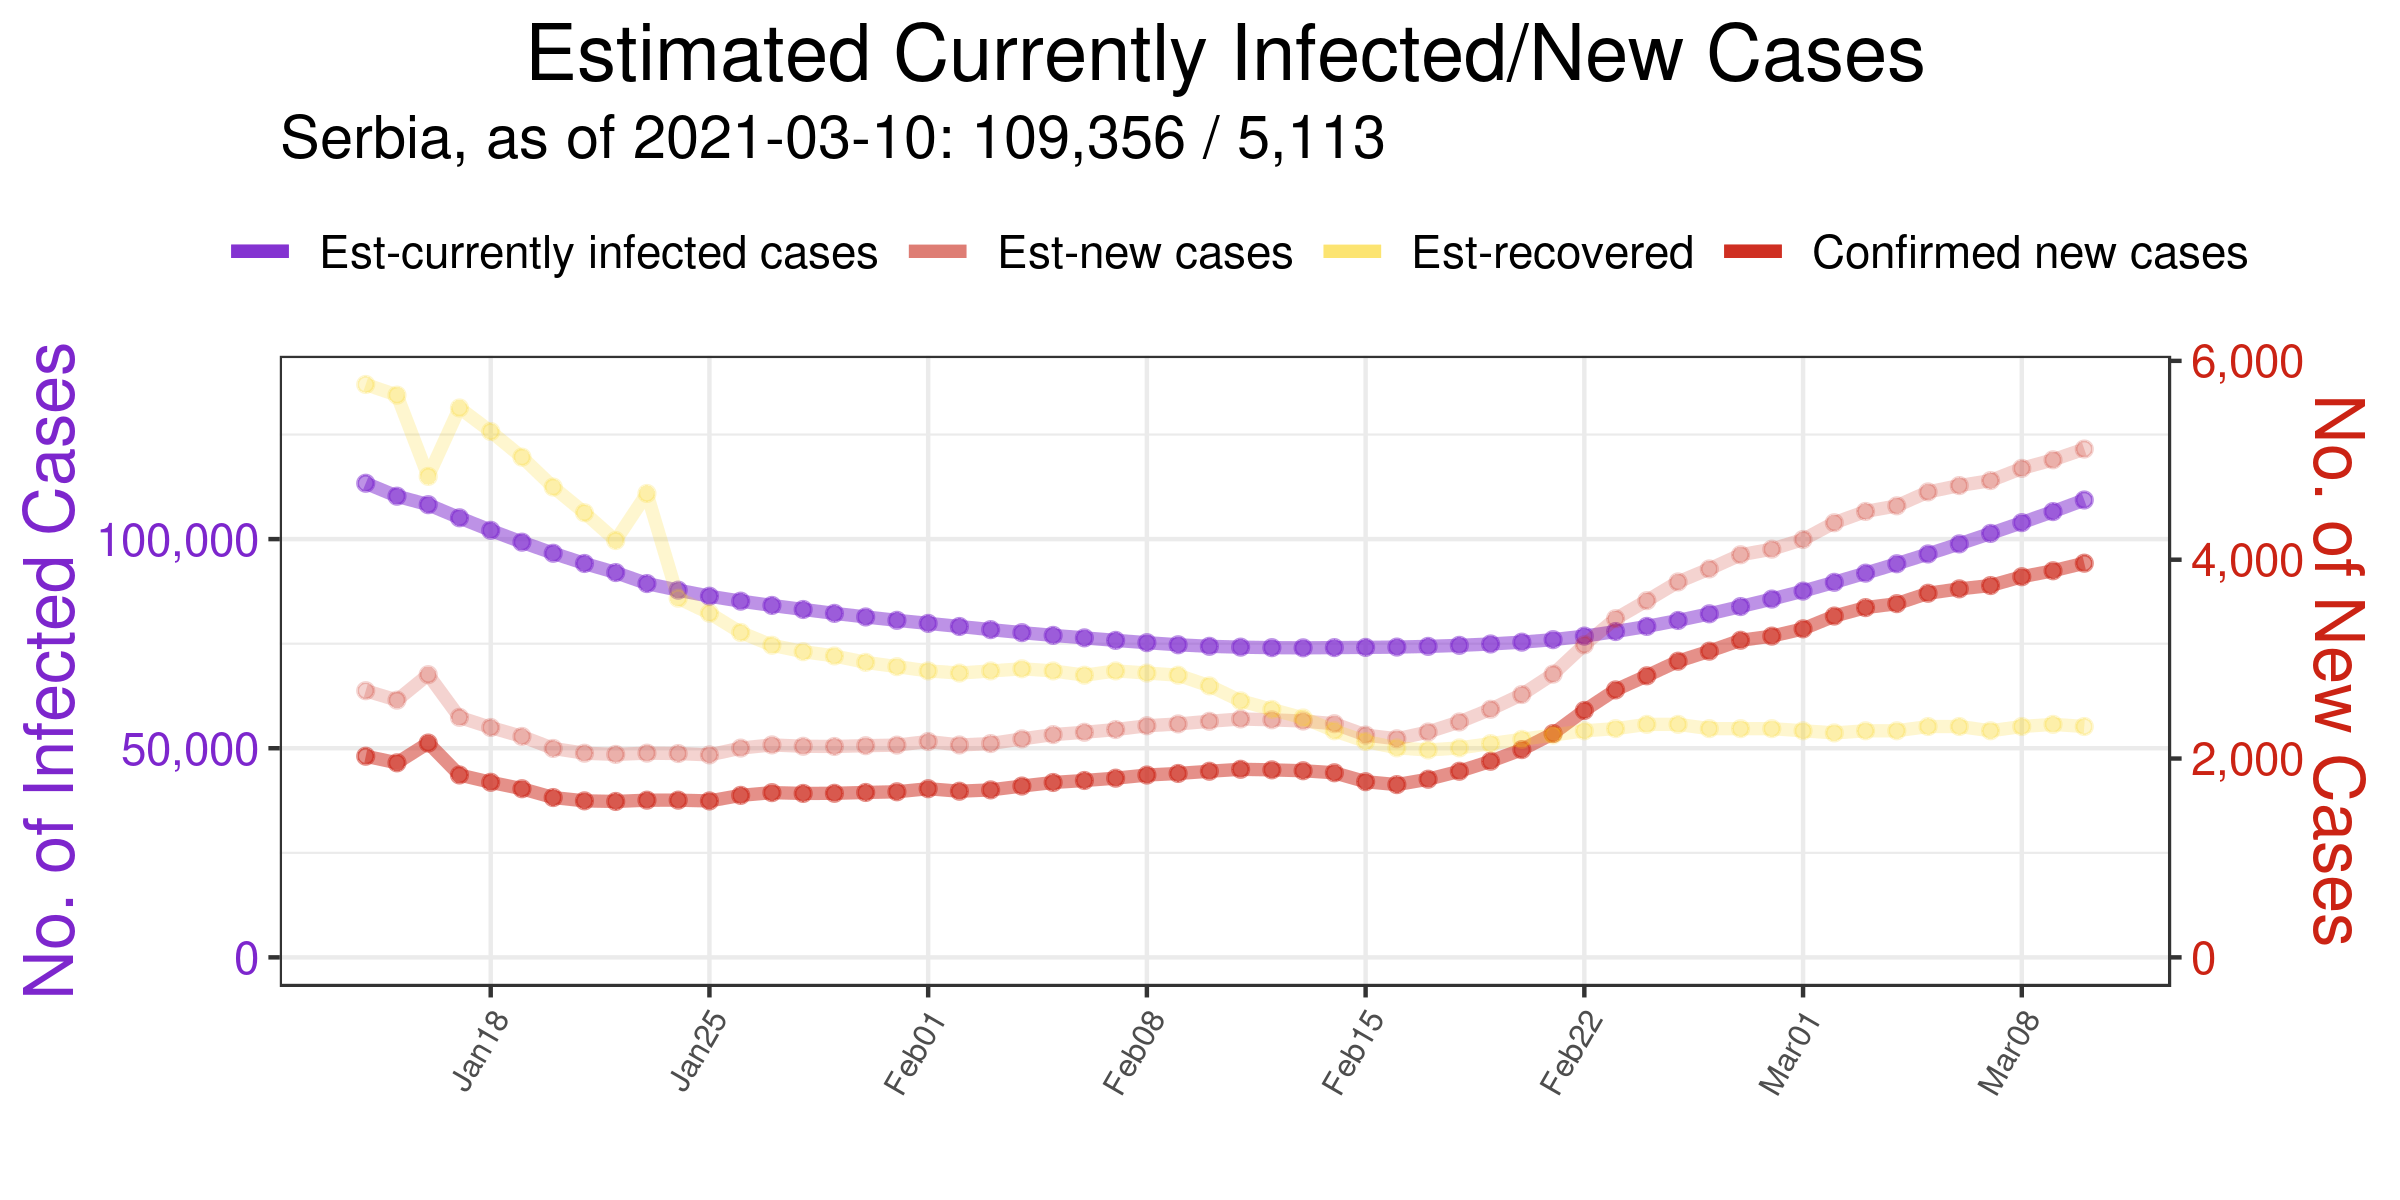 Estimated Currently Infected/New Cases
Serbia, as of 2021-03-10: 109,356 / 5,113
Est-currently infected cases Est-new cases Est-recovered Confirmed new cases
No. of Infected Cases
100,000
50,000
0
6,000
4,000
2,000
0
No. of New Cases
Jan18 Jan25 Feb01 Feb08 Feb15 Feb22 Mar01 Mar08